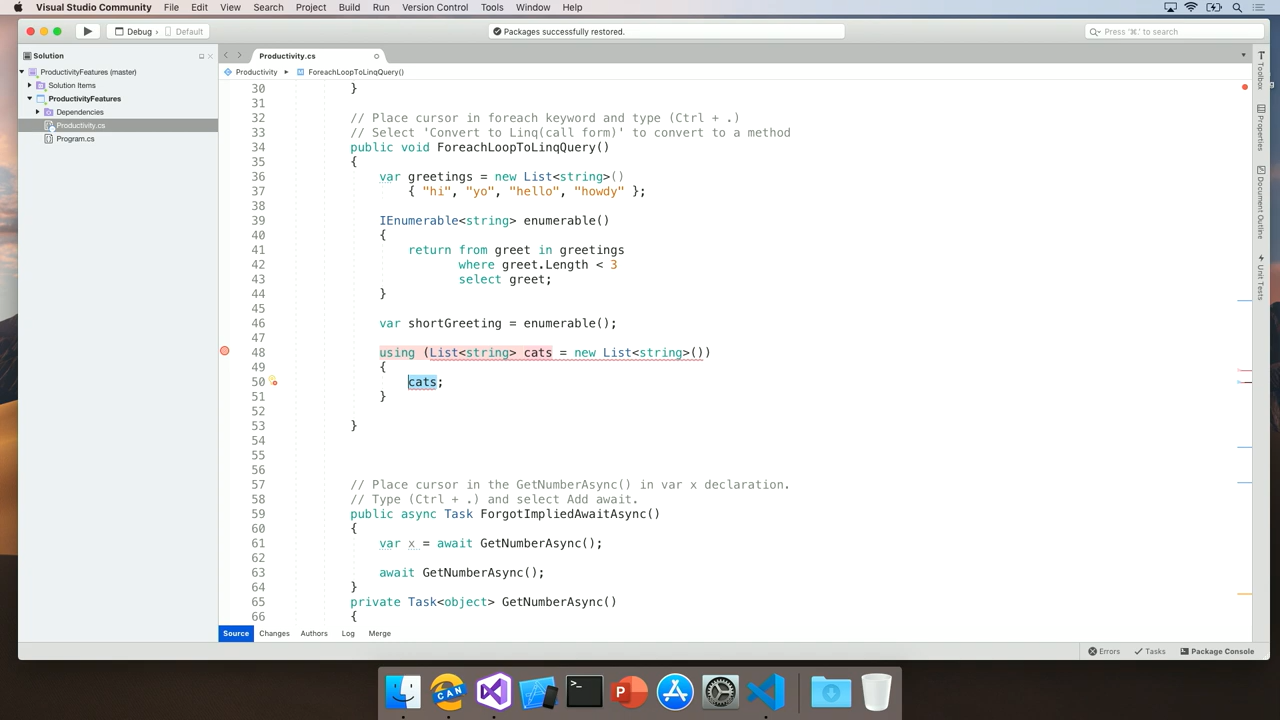 Visual Studio Community File Edit View Search Project Build Run Version Control Tools Window Help
Debug Default
Packages successfully restored.
Press '⌘.' to search
Solution
Productivity.cs
Productivity
ForeachLoopToLinqQuery()
ProductivityFeatures (master)
Solution Items
ProductivityFeatures
Dependencies
Productivity.cs
Program.cs
30 }
31
32 // Place cursor in foreach keyword and type (Ctrl + .)
33 // Select 'Convert to Linq(call form)' to convert to a method
34 public void ForeachLoopToLinqQuery()
35 {
36 var greetings = new List<string>()
37 { "hi", "yo", "hello", "howdy" };
38
39 IEnumerable<string> enumerable()
40 {
41 return from greet in greetings
42 where greet.Length < 3
43 select greet;
44 }
45
46 var shortGreeting = enumerable();
47
48 using (List<string> cats = new List<string>())
49 {
50 cats;
51 }
52
53 }
54
55
56
57 // Place cursor in the GetNumberAsync() in var x declaration.
58 // Type (Ctrl + .) and select Add await.
59 public async Task ForgotImpliedAwaitAsync()
60 {
61 var x = await GetNumberAsync();
62
63 await GetNumberAsync();
64 }
65 private Task<object> GetNumberAsync()
66 {
Source Changes Authors Log Merge
Toolbox
Properties
Document Outline
Unit Tests
Errors Tasks Package Console
CAN